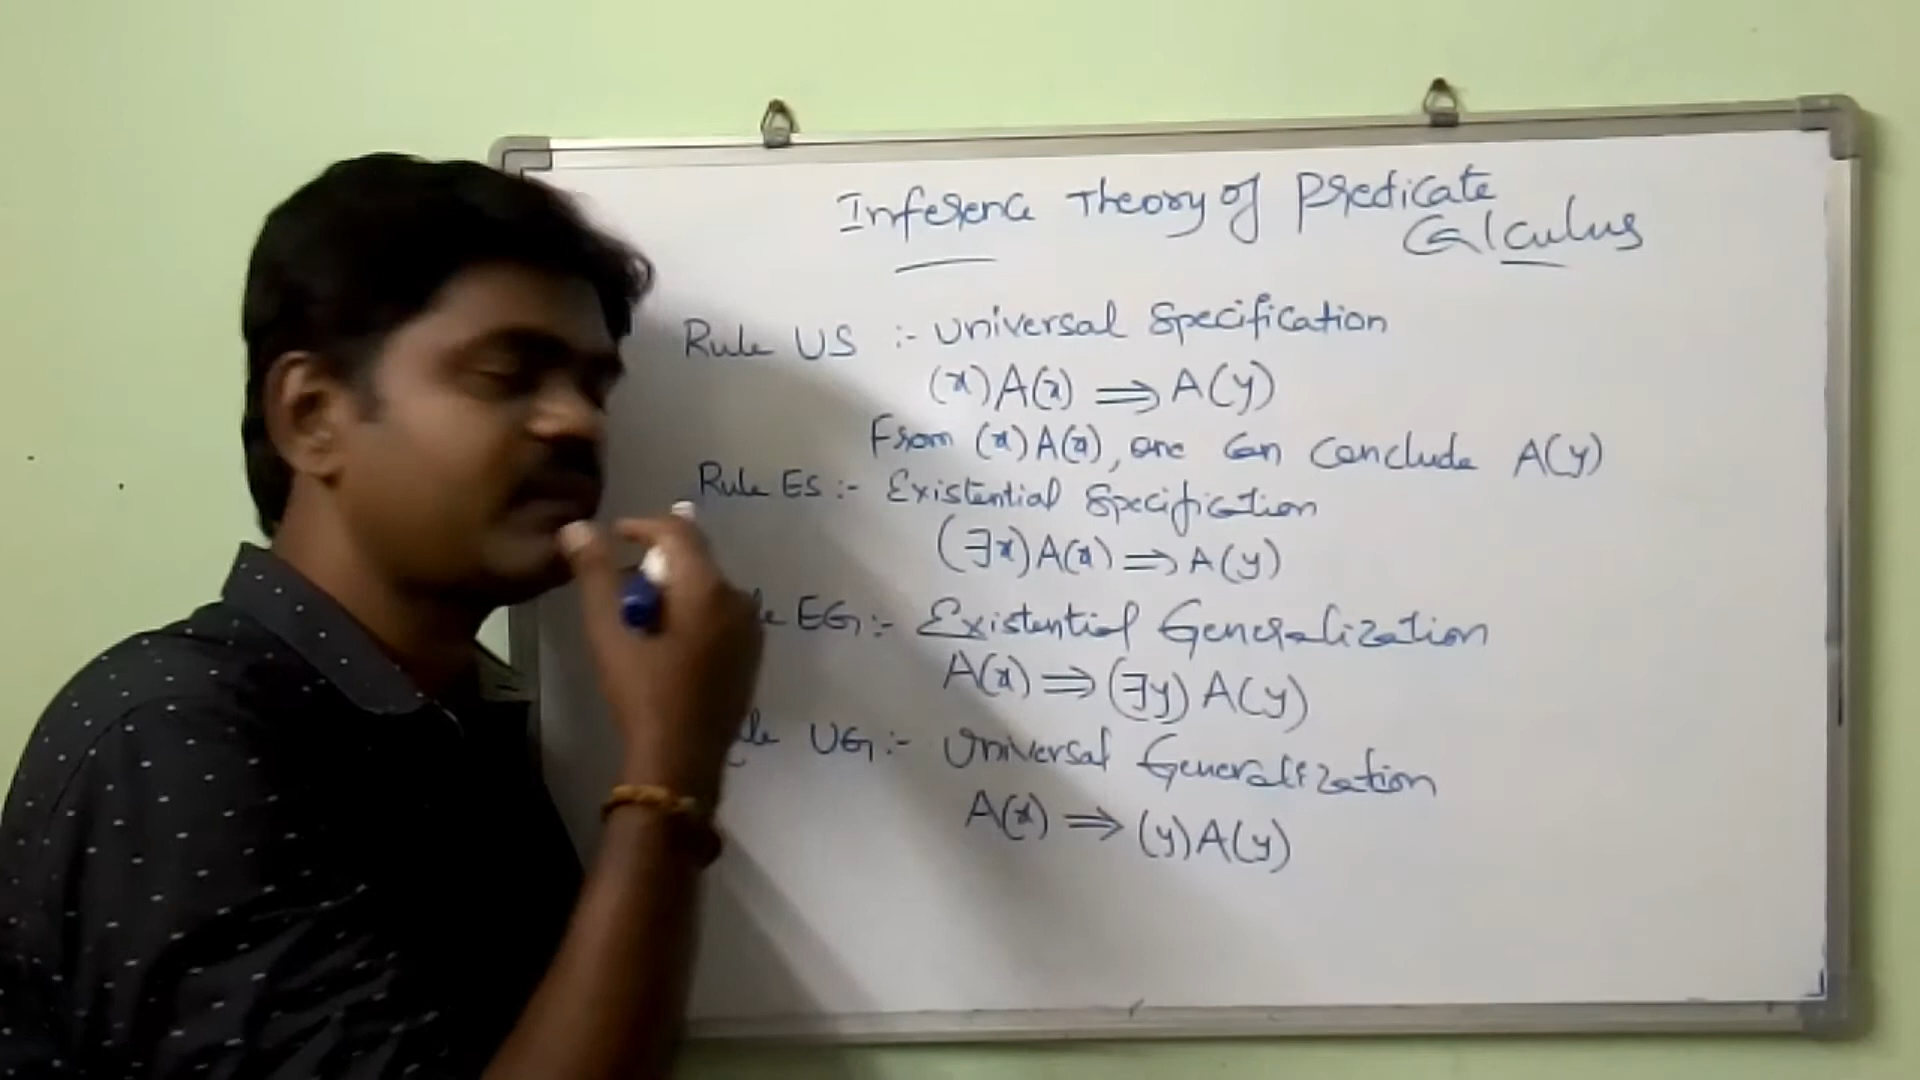 Inference Theory of Predicate
Calculus
Rule US :- Universal Specification
(x)A(x) ⟹ A(y)
From (x)A(x), one can conclude A(y)
Rule ES :- Existential Specification
(∃x)A(x) ⟹ A(y)
EG :- Existential Generalization
A(x) ⟹ (∃y) A(y)
UG :- Universal Generalization
A(x) ⟹ (y)A(y)